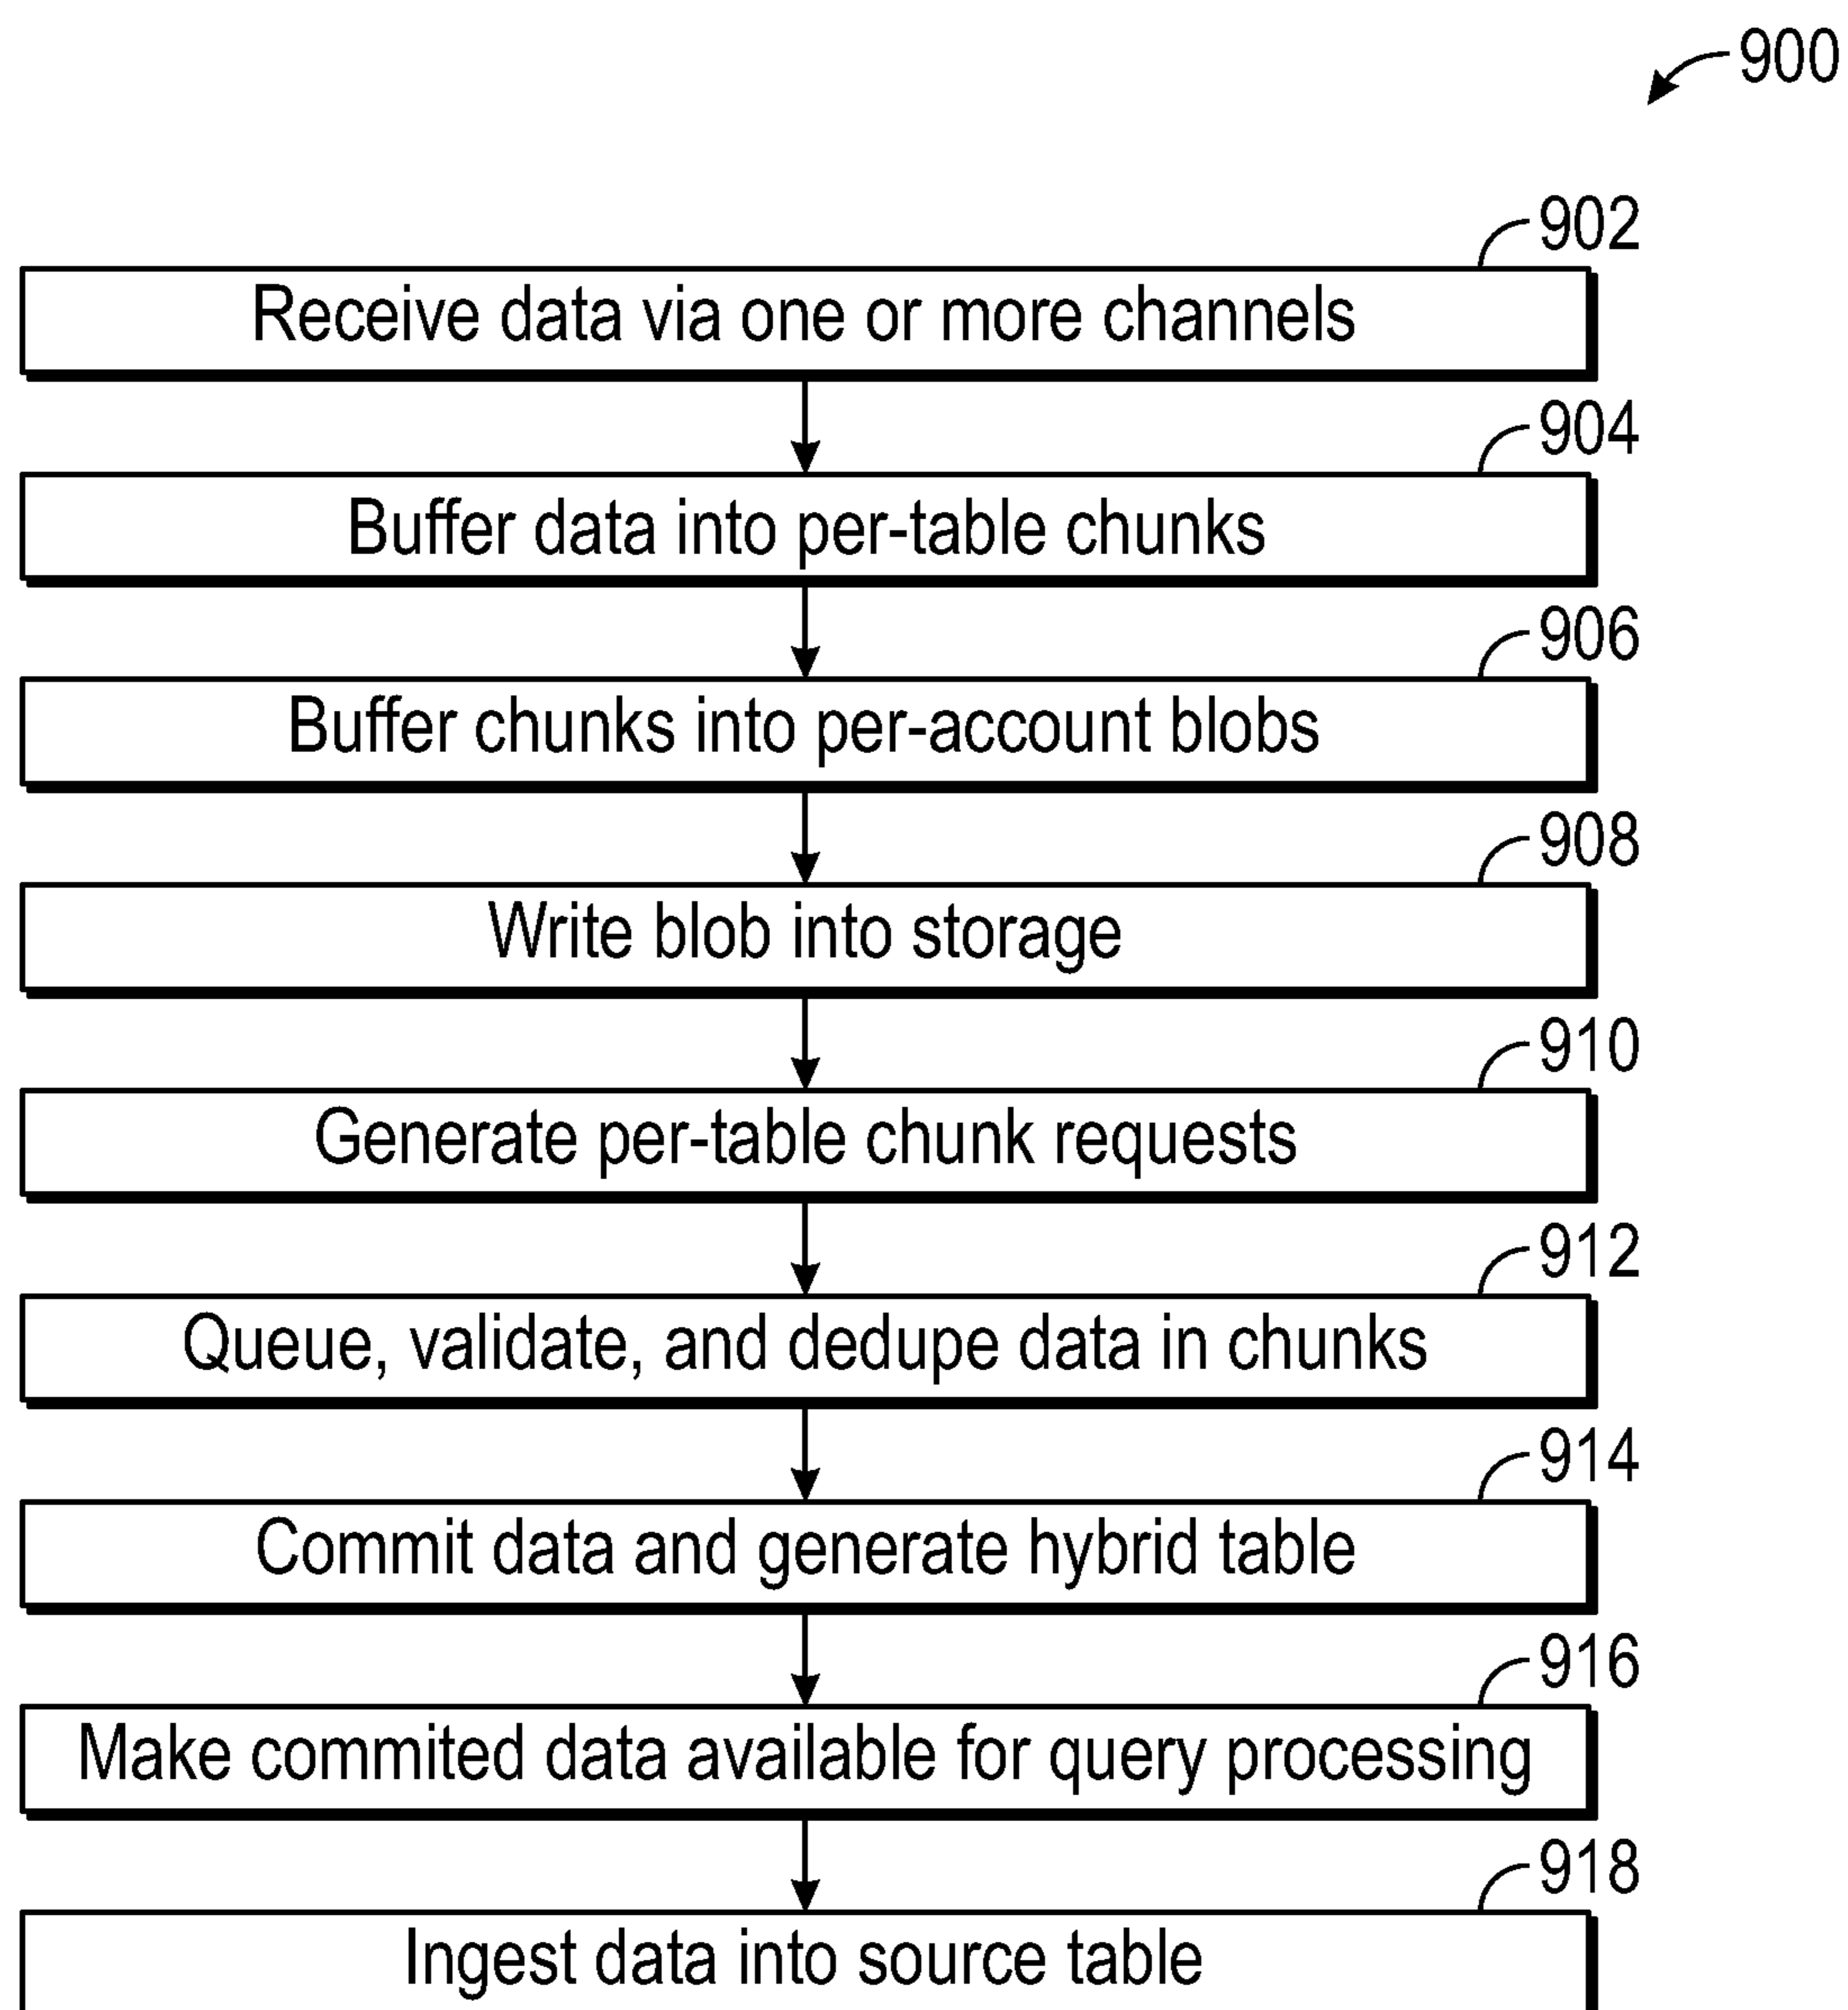 900
902
Receive data via one or more channels
904
Buffer data into per-table chunks
906
Buffer chunks into per-account blobs
908
Write blob into storage
910
Generate per-table chunk requests
912
Queue, validate, and dedupe data in chunks
914
Commit data and generate hybrid table
916
Make commited data available for query processing
918
Ingest data into source table